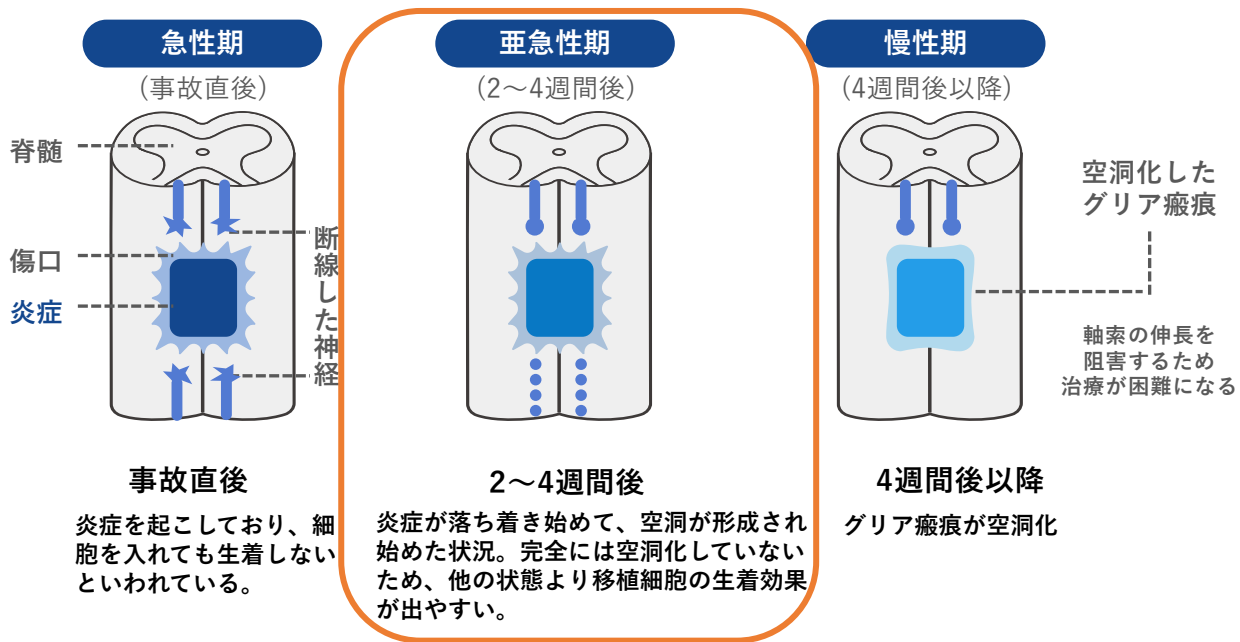 急性期
(事故直後)
亜急性期
(2〜4週間後)
慢性期
(4週間後以降)
脊髄
傷口
炎症
断線した神経
空洞化した
グリア瘢痕
軸索の伸長を
阻害するため
治療が困難になる
事故直後
炎症を起こしており、細
胞を入れても生着しない
といわれている。
2〜4週間後
炎症が落ち着き始めて、空洞が形成され
始めた状況。完全には空洞化していない
ため、他の状態より移植細胞の生着効果
が出やすい。
4週間後以降
グリア瘢痕が空洞化